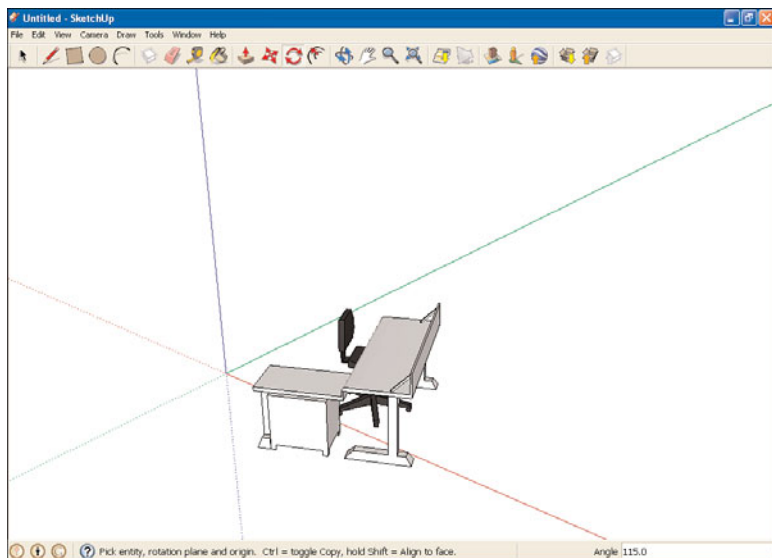 Untitled - SketchUp
File Edit View Camera Draw Tools Window Help
Pick entity, rotation plane and origin. Ctrl = toggle Copy, hold Shift = Align to face. Angle 115.0